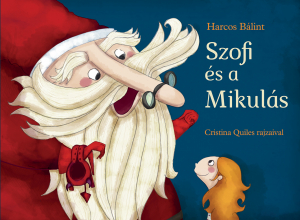 Harcos Bálint
Szofi
és a
Mikulás
Cristina Quiles rajzaival